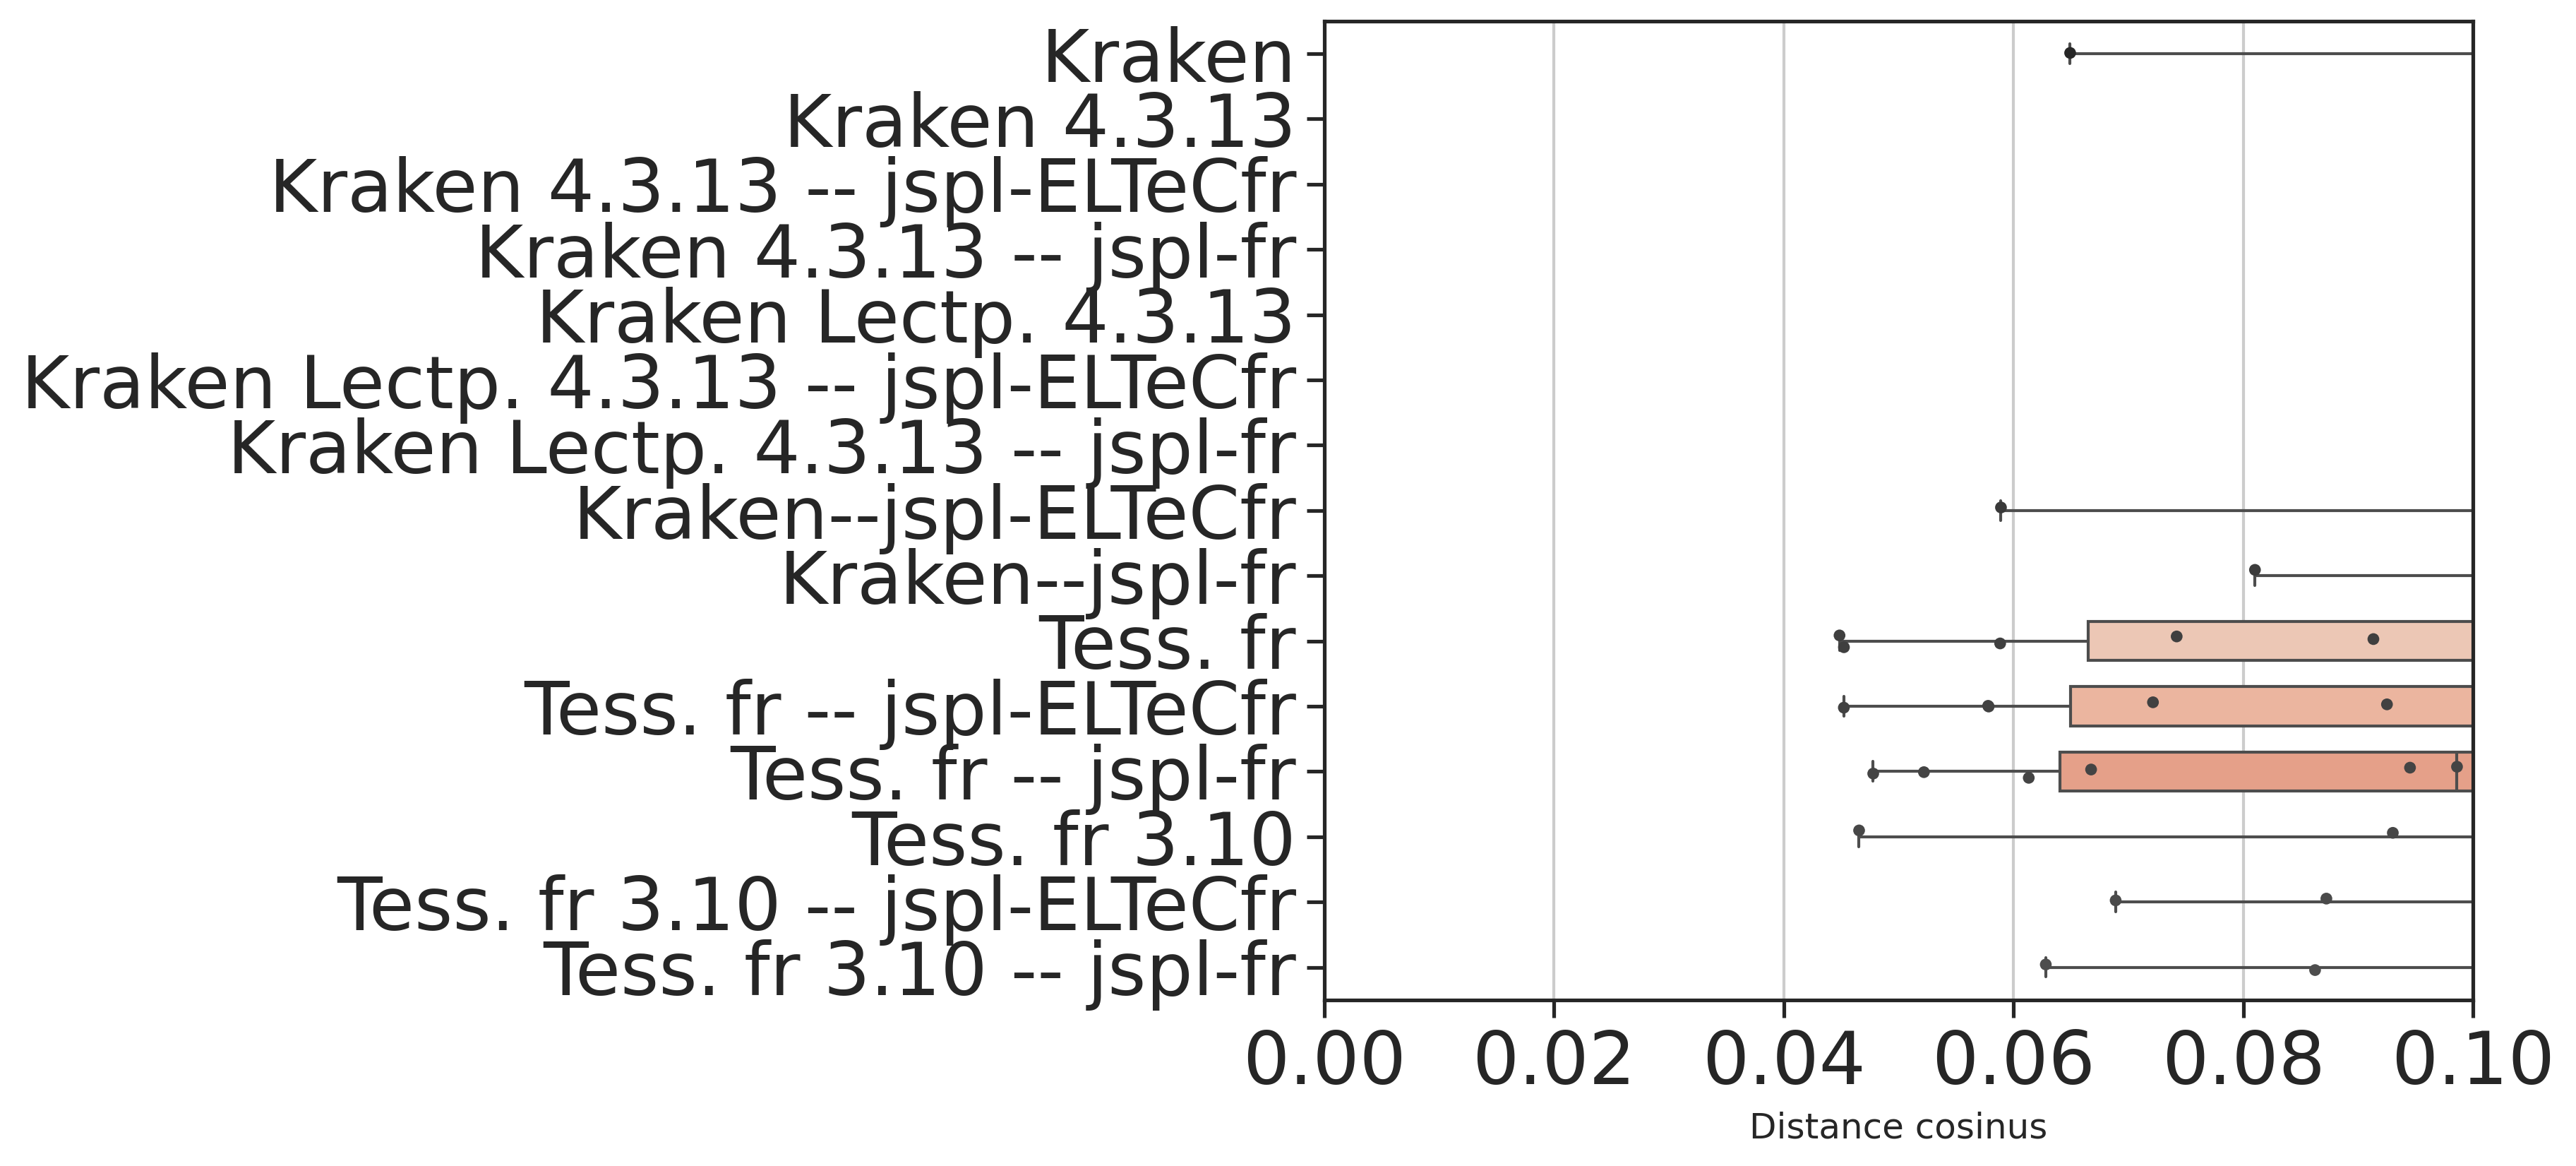 Kraken
Kraken 4.3.13
Kraken 4.3.13 -- jspl-ELTeCfr
Kraken 4.3.13 -- jspl-fr
Kraken Lectp. 4.3.13
Kraken Lectp. 4.3.13 -- jspl-ELTeCfr
Kraken Lectp. 4.3.13 -- jspl-fr
Kraken--jspl-ELTeCfr
Kraken--jspl-fr
Tess. fr
Tess. fr -- jspl-ELTeCfr
Tess. fr -- jspl-fr
Tess. fr 3.10
Tess. fr 3.10 -- jspl-ELTeCfr
Tess. fr 3.10 -- jspl-fr
0.00 0.02 0.04 0.06 0.08 0.10
Distance cosinus